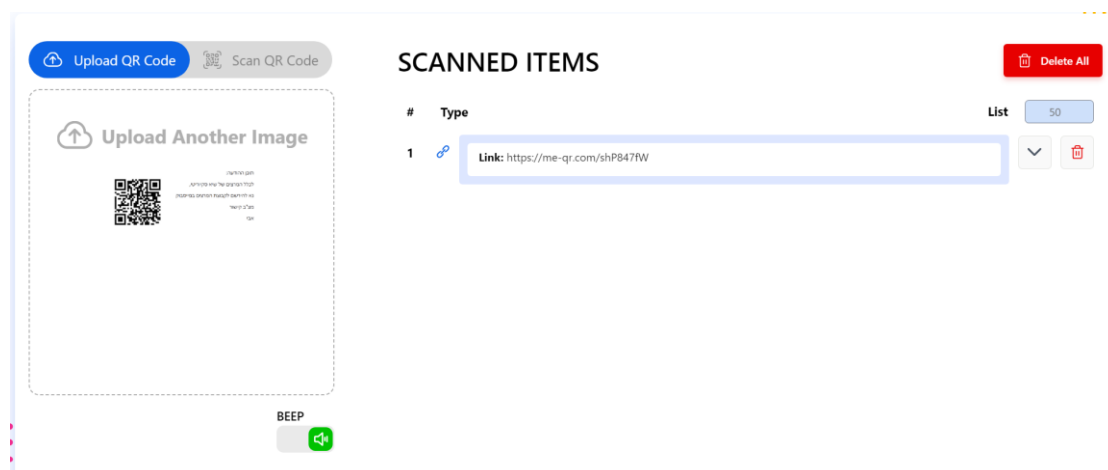 Upload QR Code
Scan QR Code
Upload Another Image
BEEP
SCANNED ITEMS
Delete All
# Type
List 50
1 Link: https://me-qr.com/shP847fW